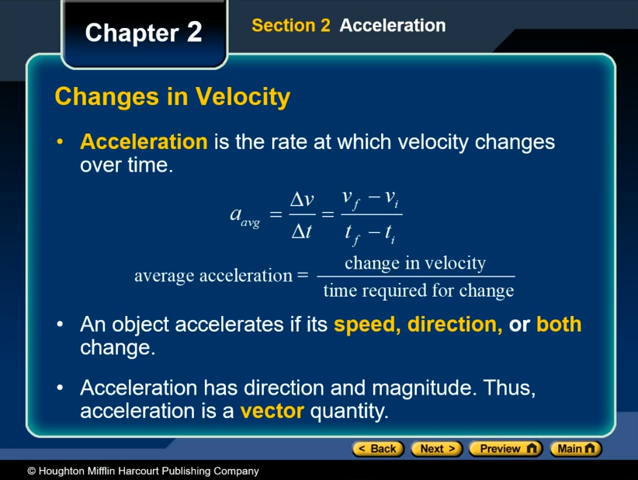 Chapter 2
Section 2 Acceleration
Changes in Velocity
• Acceleration is the rate at which velocity changes
over time.
a_avg = Δv/Δt = (v_f − v_i)/(t_f − t_i)
average acceleration = change in velocity / time required for change
• An object accelerates if its speed, direction, or both
change.
• Acceleration has direction and magnitude. Thus,
acceleration is a vector quantity.
< Back Next > Preview Main
© Houghton Mifflin Harcourt Publishing Company